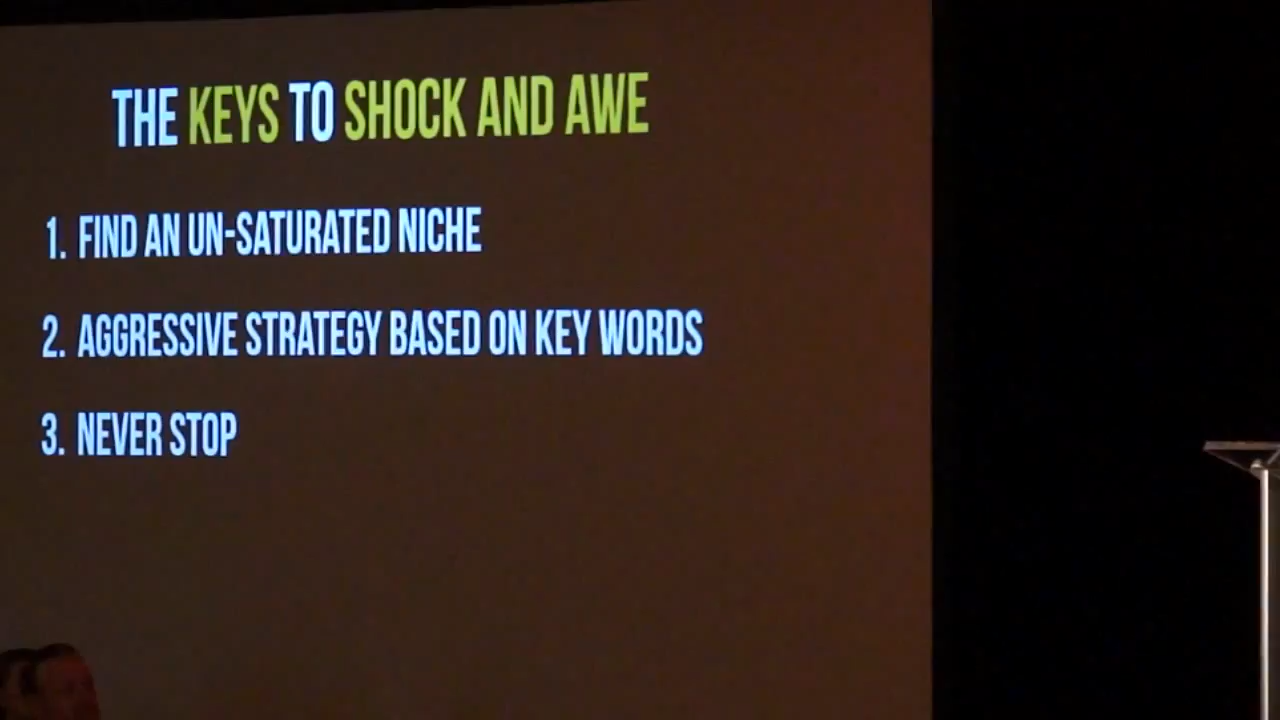 THE KEYS TO SHOCK AND AWE
1. FIND AN UN-SATURATED NICHE
2. AGGRESSIVE STRATEGY BASED ON KEY WORDS
3. NEVER STOP